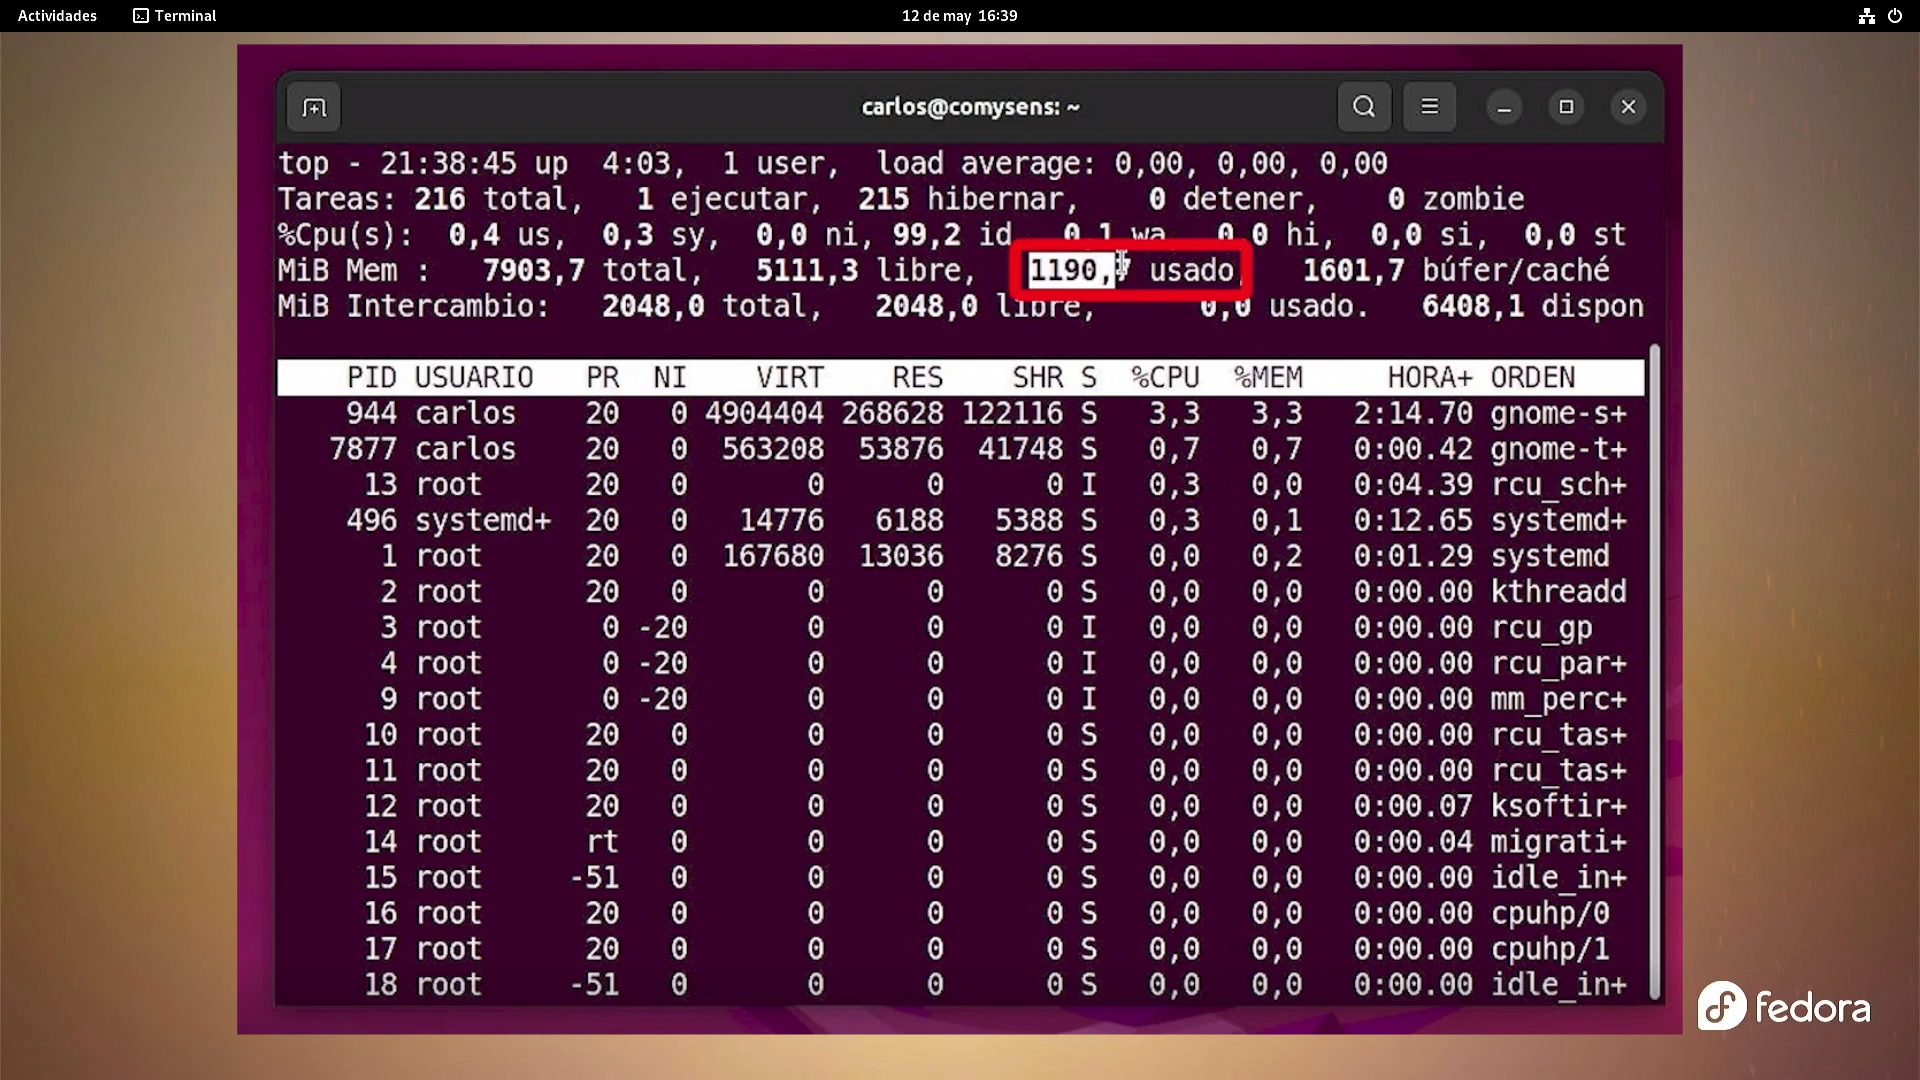 Actividades Terminal 12 de may 16:39
carlos@comysens: ~
top - 21:38:45 up 4:03, 1 user, load average: 0,00, 0,00, 0,00
Tareas: 216 total, 1 ejecutar, 215 hibernar, 0 detener, 0 zombie
%Cpu(s): 0,4 us, 0,3 sy, 0,0 ni, 99,2 id 0,1 wa 0,0 hi, 0,0 si, 0,0 st
MiB Mem : 7903,7 total, 5111,3 libre, 1190,7 usado, 1601,7 búfer/caché
MiB Intercambio: 2048,0 total, 2048,0 libre, 0,0 usado. 6408,1 dispon
PID USUARIO PR NI VIRT RES SHR S %CPU %MEM HORA+ ORDEN
944 carlos 20 0 4904404 268628 122116 S 3,3 3,3 2:14.70 gnome-s+
7877 carlos 20 0 563208 53876 41748 S 0,7 0,7 0:00.42 gnome-t+
13 root 20 0 0 0 0 I 0,3 0,0 0:04.39 rcu_sch+
496 systemd+ 20 0 14776 6188 5388 S 0,3 0,1 0:12.65 systemd+
1 root 20 0 167680 13036 8276 S 0,0 0,2 0:01.29 systemd
2 root 20 0 0 0 0 S 0,0 0,0 0:00.00 kthreadd
3 root 0 -20 0 0 0 I 0,0 0,0 0:00.00 rcu_gp
4 root 0 -20 0 0 0 I 0,0 0,0 0:00.00 rcu_par+
9 root 0 -20 0 0 0 I 0,0 0,0 0:00.00 mm_perc+
10 root 20 0 0 0 0 S 0,0 0,0 0:00.00 rcu_tas+
11 root 20 0 0 0 0 S 0,0 0,0 0:00.00 rcu_tas+
12 root 20 0 0 0 0 S 0,0 0,0 0:00.07 ksoftir+
14 root rt 0 0 0 0 S 0,0 0,0 0:00.04 migrati+
15 root -51 0 0 0 0 S 0,0 0,0 0:00.00 idle_in+
16 root 20 0 0 0 0 S 0,0 0,0 0:00.00 cpuhp/0
17 root 20 0 0 0 0 S 0,0 0,0 0:00.00 cpuhp/1
18 root -51 0 0 0 0 S 0,0 0,0 0:00.00 idle_in+
fedora